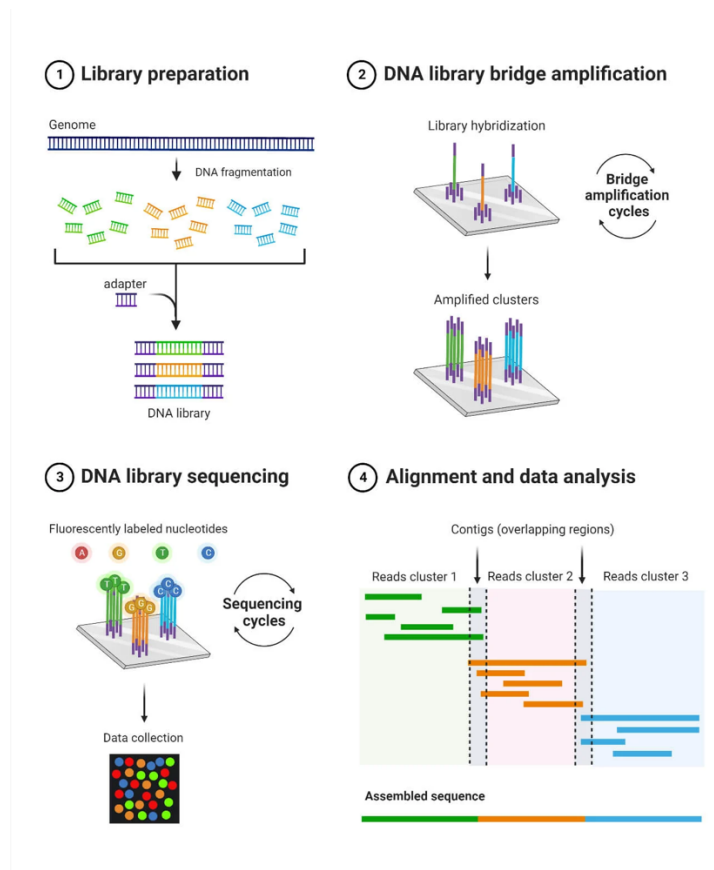 1 Library preparation
Genome
DNA fragmentation
adapter
DNA library
2 DNA library bridge amplification
Library hybridization
Bridge
amplification
cycles
Amplified clusters
3 DNA library sequencing
Fluorescently labeled nucleotides
A G T C
T T T
G G G
C C C
Sequencing
cycles
Data collection
4 Alignment and data analysis
Contigs (overlapping regions)
Reads cluster 1 Reads cluster 2 Reads cluster 3
Assembled sequence